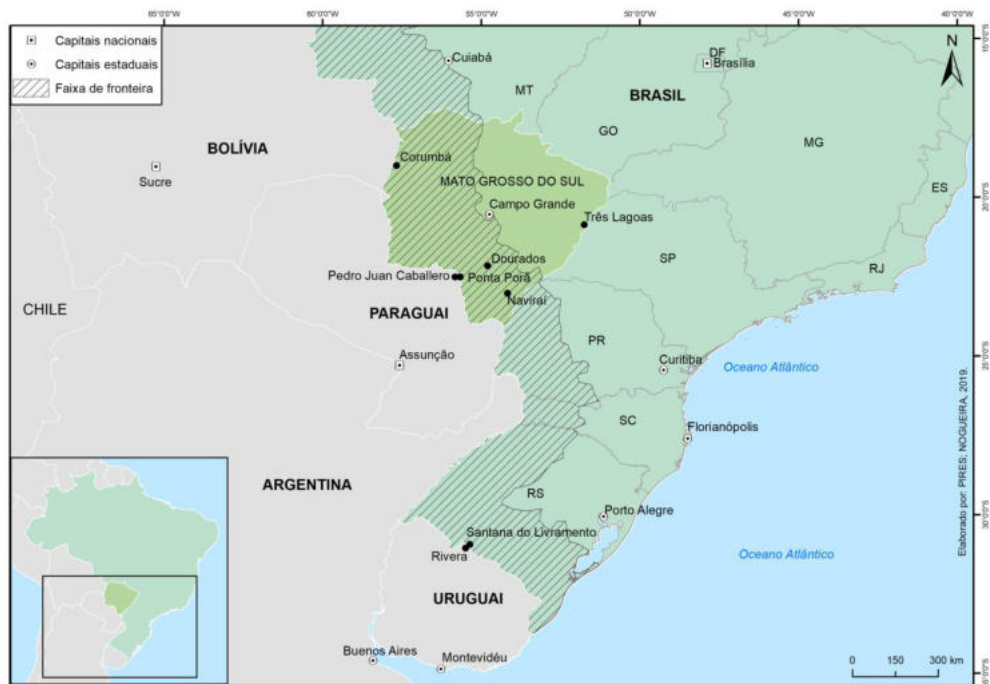 65°0'0"O
60°0'0"O
55°0'0"O
50°0'0"O
45°0'0"O
40°0'0"O
Capitais nacionais
Capitais estaduais
Faixa de fronteira
N
15°0'0"S
Cuiabá
DF
Brasília
MT
BRASIL
GO
BOLÍVIA
MG
Corumbá
Sucre
MATO GROSSO DO SUL
ES
20°0'0"S
Campo Grande
Três Lagoas
SP
RJ
Dourados
Pedro Juan Caballero
Ponta Porã
Naviraí
CHILE
PARAGUAI
PR
Assunção
Curitiba
Oceano Atlântico
25°0'0"S
SC
Florianópolis
ARGENTINA
RS
Porto Alegre
30°0'0"S
Santana do Livramento
Rivera
Oceano Atlântico
URUGUAI
Buenos Aires
Montevidéu
0 150 300 km
5°0'0"S
Elaborado por: PIRES; NOGUEIRA, 2019.